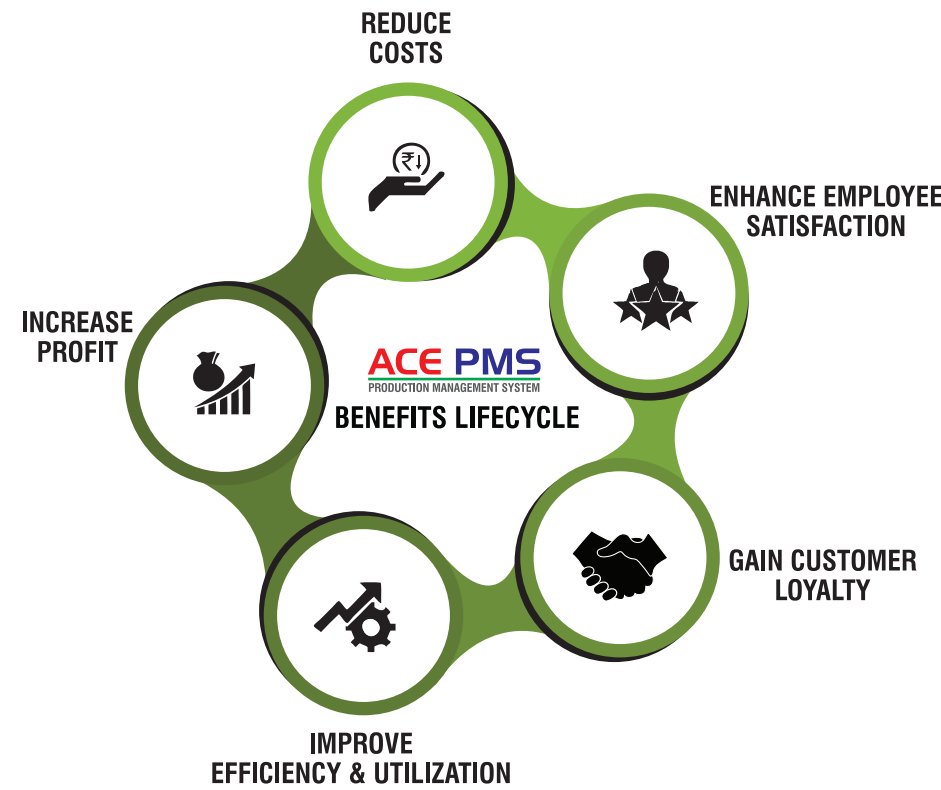 REDUCE
COSTS
₹
ENHANCE EMPLOYEE
SATISFACTION
INCREASE
PROFIT
ACE PMS
PRODUCTION MANAGEMENT SYSTEM
BENEFITS LIFECYCLE
GAIN CUSTOMER
LOYALTY
IMPROVE
EFFICIENCY & UTILIZATION